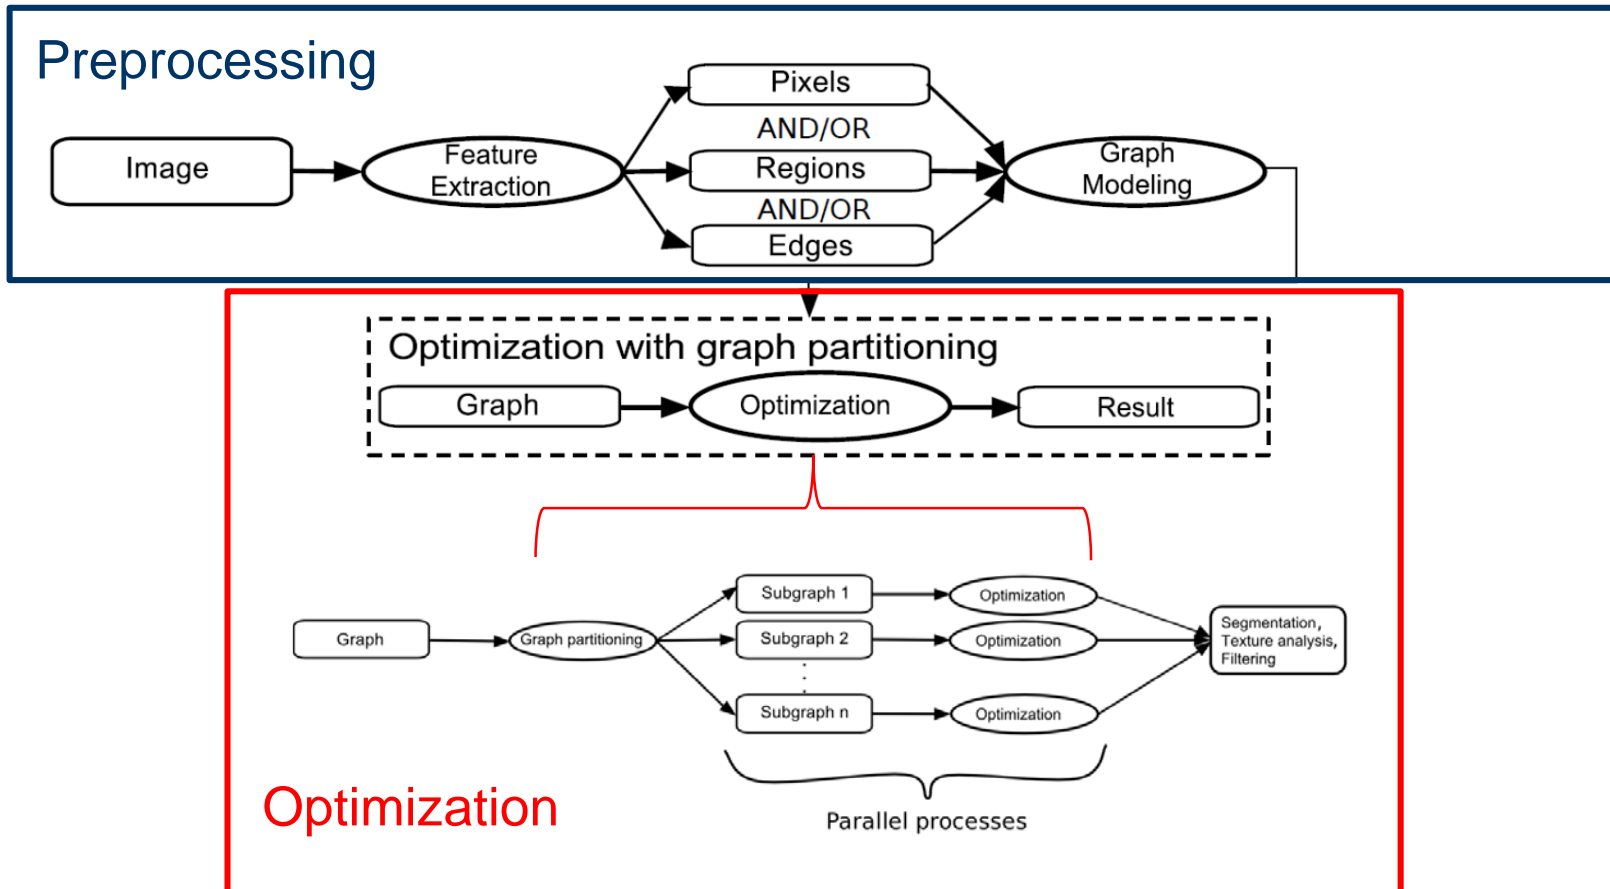 Preprocessing
Image
Feature
Extraction
Pixels
AND/OR
Regions
AND/OR
Edges
Graph
Modeling
Optimization with graph partitioning
Graph
Optimization
Result
Graph
Graph partitioning
Subgraph 1
Optimization
Subgraph 2
Optimization
Subgraph n
Optimization
Segmentation,
Texture analysis,
Filtering
Parallel processes
Optimization